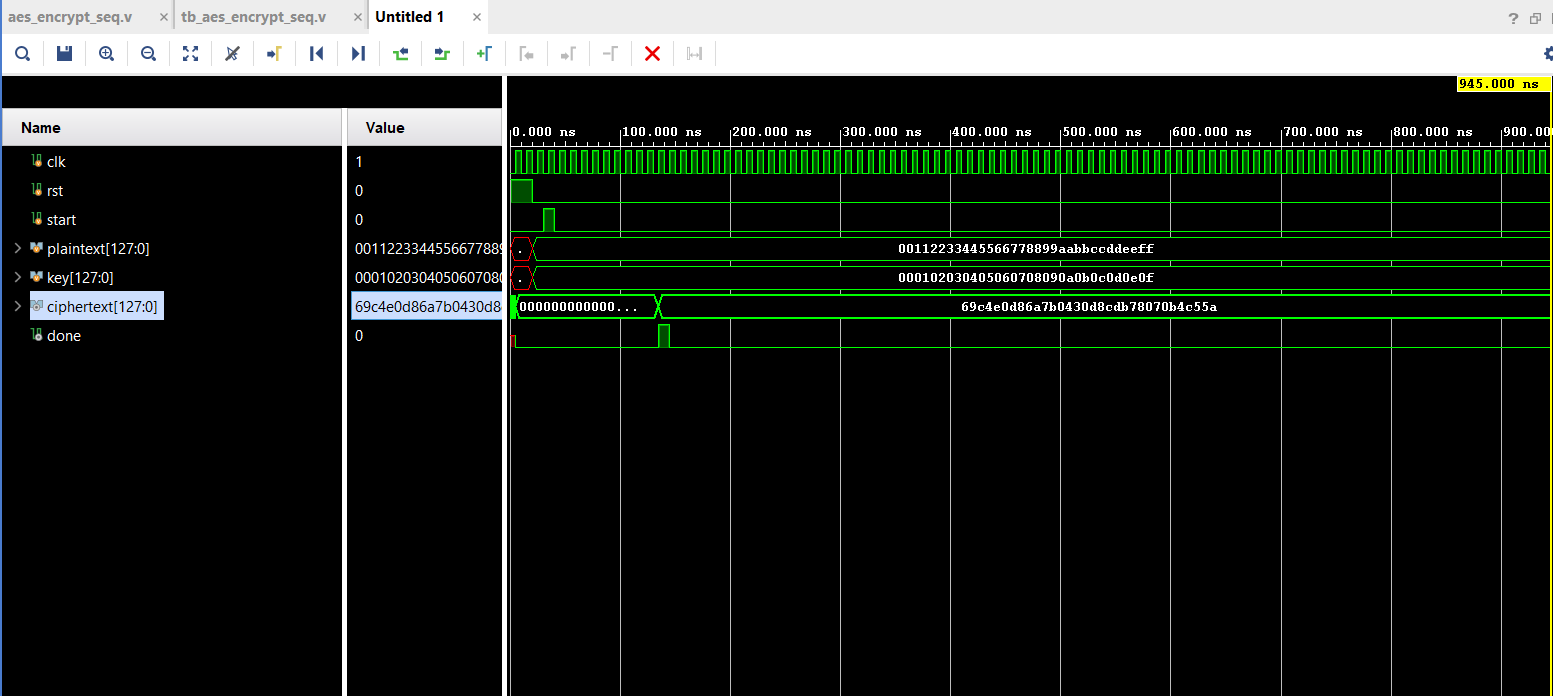 aes_encrypt_seq.v × tb_aes_encrypt_seq.v × Untitled 1 × ?
945.000 ns
Name Value 0.000 ns 100.000 ns 200.000 ns 300.000 ns 400.000 ns 500.000 ns 600.000 ns 700.000 ns 800.000 ns 900.00
clk 1
rst 0
start 0
plaintext[127:0] 00112233445566778899 . 00112233445566778899aabbccddeeff
key[127:0] 0001020304050607080 . 000102030405060708090a0b0c0d0e0f
ciphertext[127:0] 69c4e0d86a7b0430d8 000000000000... 69c4e0d86a7b0430d8cdb78070b4c55a
done 0